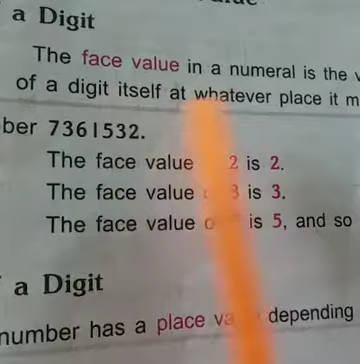 a Digit
The face value in a numeral is the
of a digit itself at whatever place it m
ber 7361532.
The face value 2 is 2.
The face value 3 is 3.
The face value o is 5, and so
a Digit
number has a place va depending